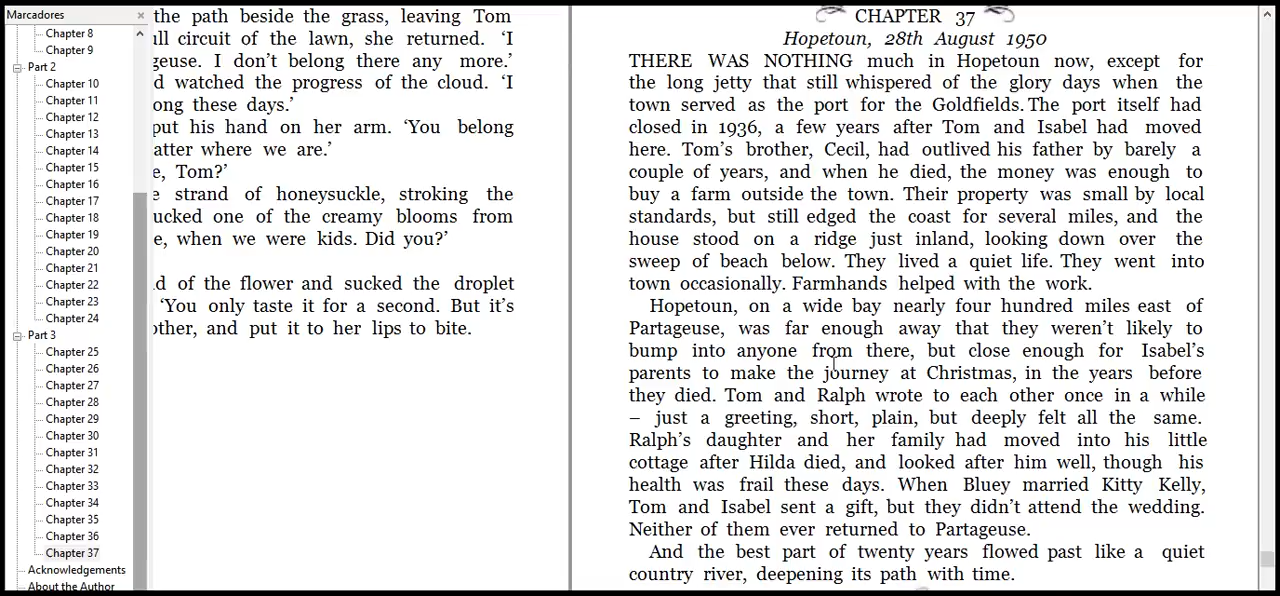 Marcadores
Chapter 8
Chapter 9
Part 2
Chapter 10
Chapter 11
Chapter 12
Chapter 13
Chapter 14
Chapter 15
Chapter 16
Chapter 17
Chapter 18
Chapter 19
Chapter 20
Chapter 21
Chapter 22
Chapter 23
Chapter 24
Part 3
Chapter 25
Chapter 26
Chapter 27
Chapter 28
Chapter 29
Chapter 30
Chapter 31
Chapter 32
Chapter 33
Chapter 34
Chapter 35
Chapter 36
Chapter 37
Acknowledgements
About the Author
the path beside the grass, leaving Tom
ull circuit of the lawn, she returned. ‘I
geuse. I don’t belong there any more.’
d watched the progress of the cloud. ‘I
ong these days.’
put his hand on her arm. ‘You belong
atter where we are.’
e, Tom?’
e strand of honeysuckle, stroking the
ucked one of the creamy blooms from
e, when we were kids. Did you?’
d of the flower and sucked the droplet
‘You only taste it for a second. But it’s
other, and put it to her lips to bite.
CHAPTER 37
Hopetoun, 28th August 1950
THERE WAS NOTHING much in Hopetoun now, except for
the long jetty that still whispered of the glory days when the
town served as the port for the Goldfields. The port itself had
closed in 1936, a few years after Tom and Isabel had moved
here. Tom’s brother, Cecil, had outlived his father by barely a
couple of years, and when he died, the money was enough to
buy a farm outside the town. Their property was small by local
standards, but still edged the coast for several miles, and the
house stood on a ridge just inland, looking down over the
sweep of beach below. They lived a quiet life. They went into
town occasionally. Farmhands helped with the work.
Hopetoun, on a wide bay nearly four hundred miles east of
Partageuse, was far enough away that they weren’t likely to
bump into anyone from there, but close enough for Isabel’s
parents to make the journey at Christmas, in the years before
they died. Tom and Ralph wrote to each other once in a while
– just a greeting, short, plain, but deeply felt all the same.
Ralph’s daughter and her family had moved into his little
cottage after Hilda died, and looked after him well, though his
health was frail these days. When Bluey married Kitty Kelly,
Tom and Isabel sent a gift, but they didn’t attend the wedding.
Neither of them ever returned to Partageuse.
And the best part of twenty years flowed past like a quiet
country river, deepening its path with time.